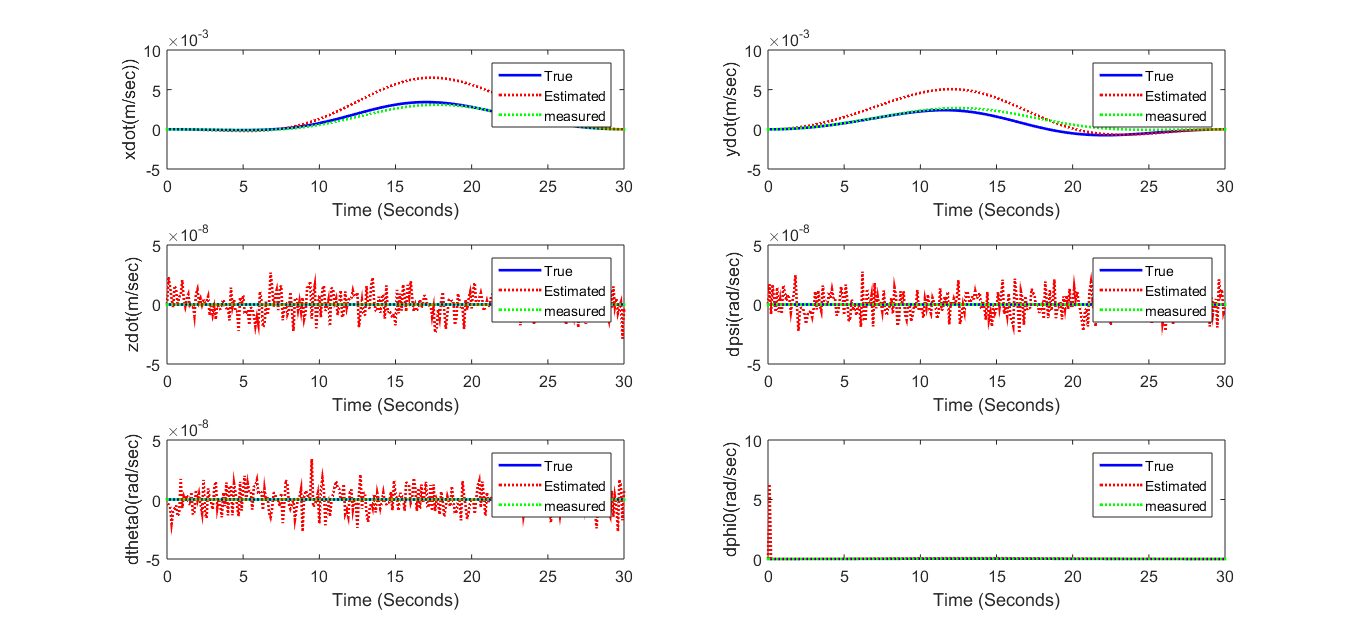 ×10-3
10
5
0
-5
xdot(m/sec))
True
Estimated
measured
0 5 10 15 20 25 30
Time (Seconds)
×10-3
10
5
0
-5
ydot(m/sec)
True
Estimated
measured
0 5 10 15 20 25 30
Time (Seconds)
×10-8
5
0
-5
zdot(m/sec)
True
Estimated
measured
0 5 10 15 20 25 30
Time (Seconds)
×10-8
5
0
-5
dpsi(rad/sec)
True
Estimated
measured
0 5 10 15 20 25 30
Time (Seconds)
×10-8
5
0
-5
dtheta0(rad/sec)
True
Estimated
measured
0 5 10 15 20 25 30
Time (Seconds)
10
5
0
dphi0(rad/sec)
True
Estimated
measured
0 5 10 15 20 25 30
Time (Seconds)